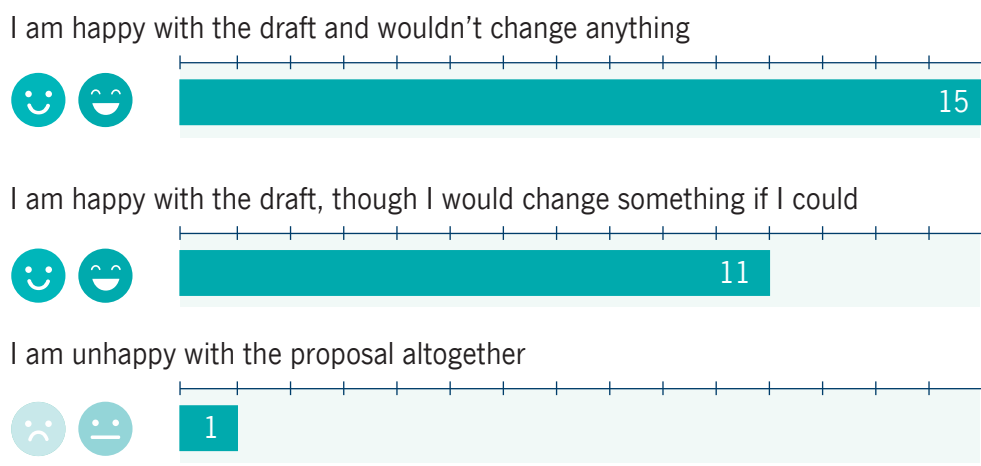 I am happy with the draft and wouldn’t change anything
15
I am happy with the draft, though I would change something if I could
11
I am unhappy with the proposal altogether
1